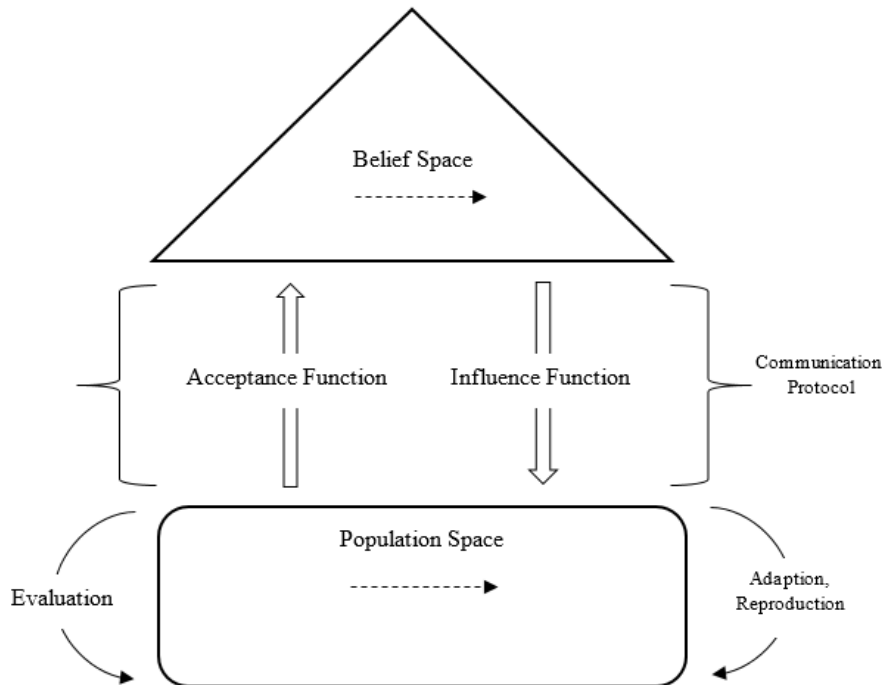 Belief Space
Acceptance Function
Influence Function
Communication
Protocol
Population Space
Evaluation
Adaption,
Reproduction